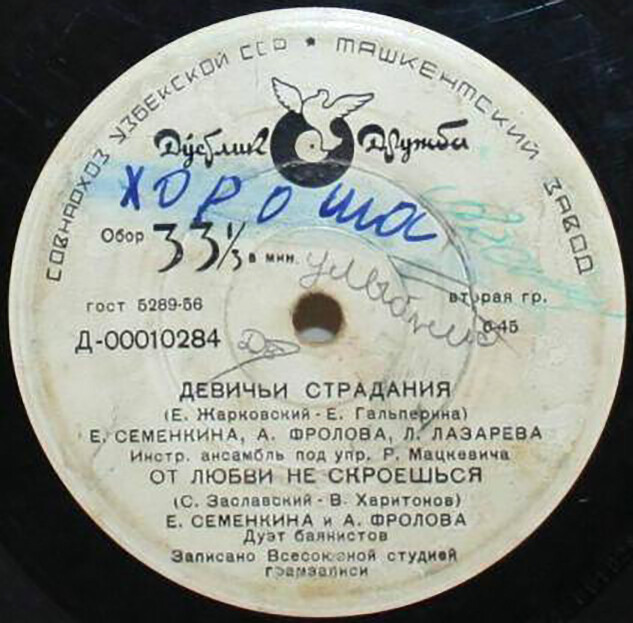 СОВНАРХОЗ УЗБЕКСКОЙ ССР ★ ТАШКЕНТСКИЙ ЗАВОД
Дўстлик Дружба
хороша
Обор 33⅓ в мин.
улыбка
гост 5289-56
вторая гр.
Д-00010284
6-45
ДЕВИЧЬИ СТРАДАНИЯ
(Е. Жарковский - Е. Гальперина)
Е. СЕМЕНКИНА, А. ФРОЛОВА, Л. ЛАЗАРЕВА
Инстр. ансамбль под упр. Р. Мацкевича
ОТ ЛЮБВИ НЕ СКРОЕШЬСЯ
(С. Заславский - В. Харитонов)
Е. СЕМЕНКИНА и А. ФРОЛОВА
Дуэт баянистов
Записано Всесоюзной студией
грамзаписи